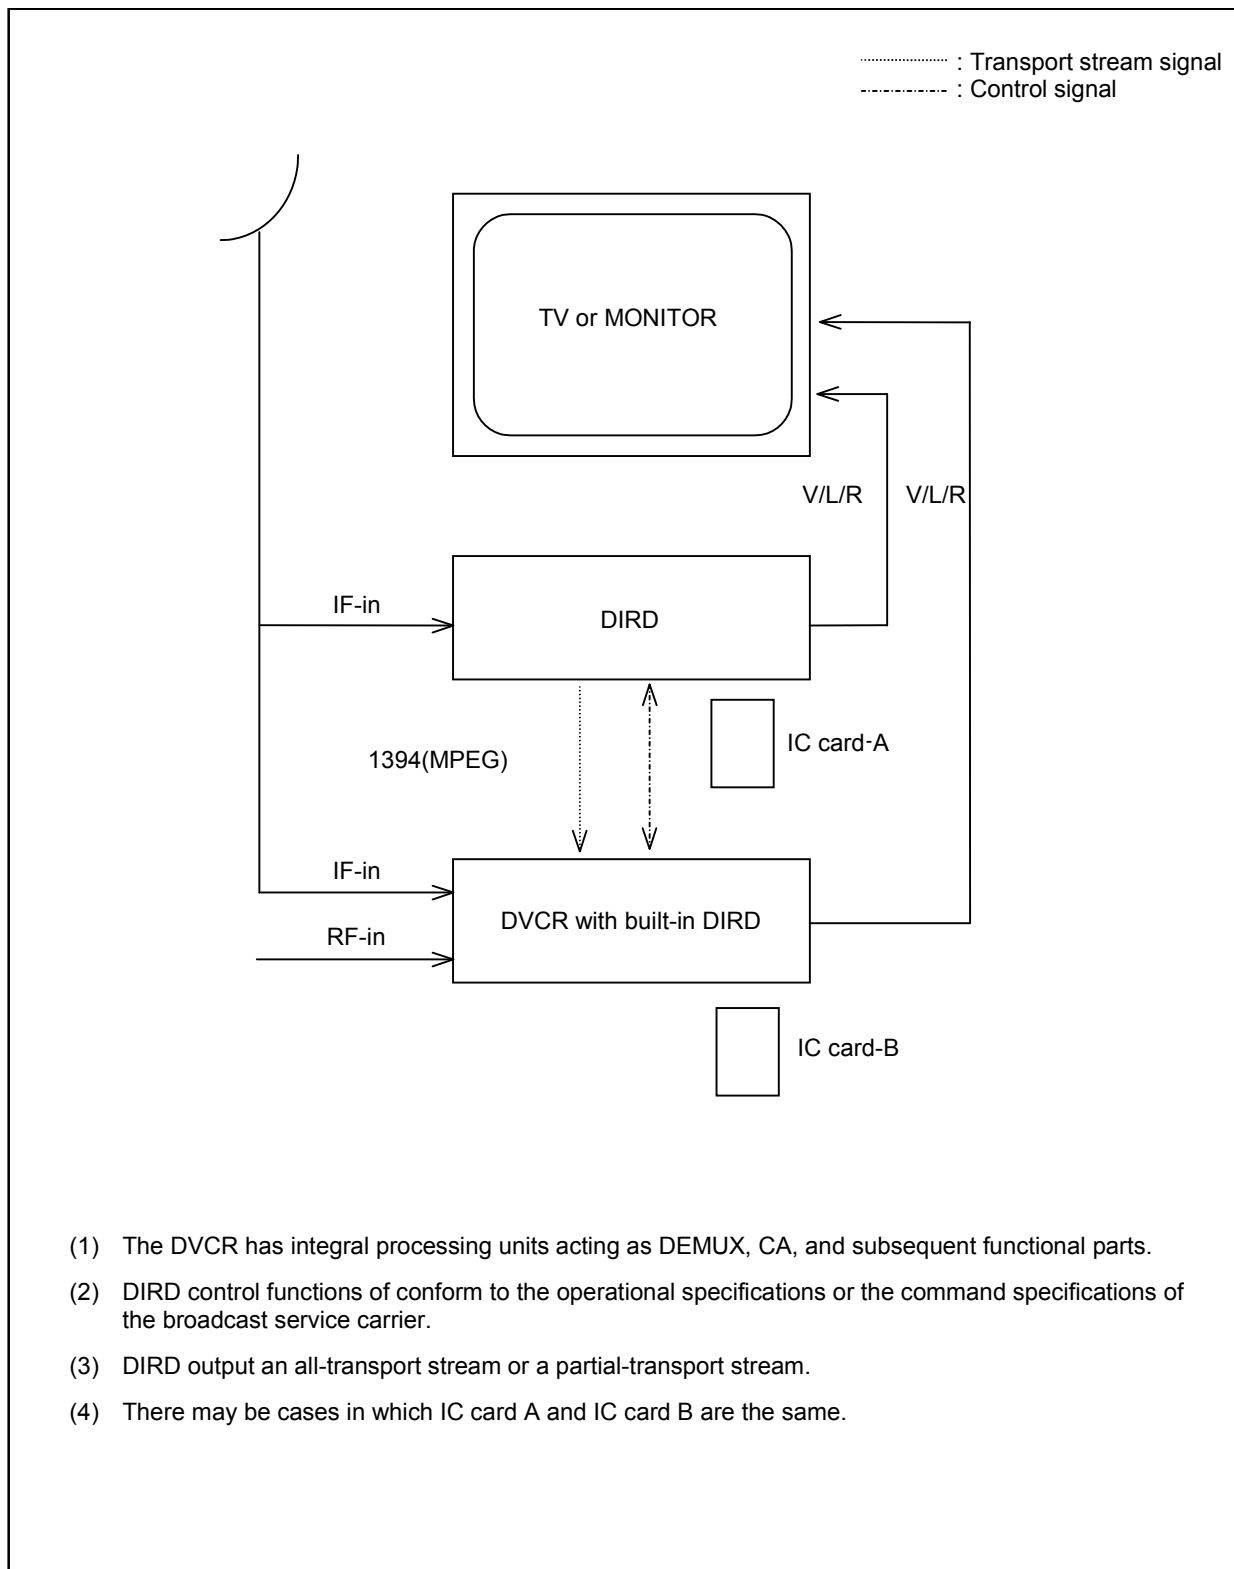 : Transport stream signal
: Control signal
TV or MONITOR
V/L/R
V/L/R
IF-in
DIRD
1394(MPEG)
IC card-A
IF-in
DVCR with built-in DIRD
RF-in
IC card-B
(1) The DVCR has integral processing units acting as DEMUX, CA, and subsequent functional parts.
(2) DIRD control functions of conform to the operational specifications or the command specifications of
the broadcast service carrier.
(3) DIRD output an all-transport stream or a partial-transport stream.
(4) There may be cases in which IC card A and IC card B are the same.